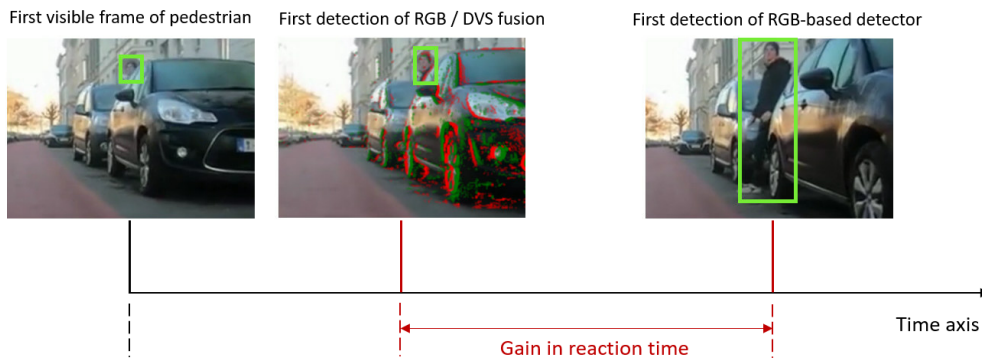 First visible frame of pedestrian
First detection of RGB / DVS fusion
First detection of RGB-based detector
Time axis
Gain in reaction time